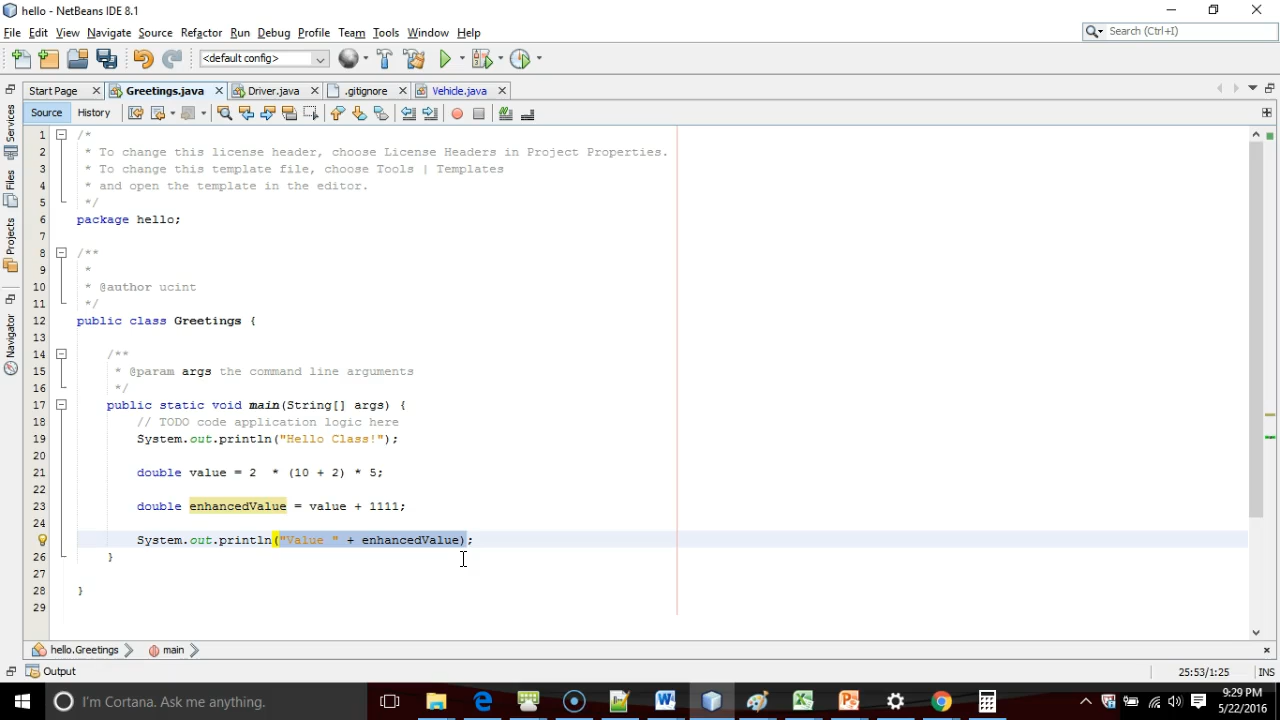 hello - NetBeans IDE 8.1
File Edit View Navigate Source Refactor Run Debug Profile Team Tools Window Help
Search (Ctrl+I)
<default config>
Start Page Greetings.java Driver.java .gitignore Vehicle.java
Source History
Services
Files
Projects
Navigator
1 /*
2 * To change this license header, choose License Headers in Project Properties.
3 * To change this template file, choose Tools | Templates
4 * and open the template in the editor.
5 */
6 package hello;
7
8 /**
9 *
10 * @author ucint
11 */
12 public class Greetings {
13
14 /**
15 * @param args the command line arguments
16 */
17 public static void main(String[] args) {
18 // TODO code application logic here
19 System.out.println("Hello Class!");
20
21 double value = 2  * (10 + 2) * 5;
22
23 double enhancedValue = value + 1111;
24
System.out.println("Value " + enhancedValue);
26 }
27
28 }
29
hello.Greetings main
Output
25:53/1:25 INS
I'm Cortana. Ask me anything.
9:29 PM
5/22/2016